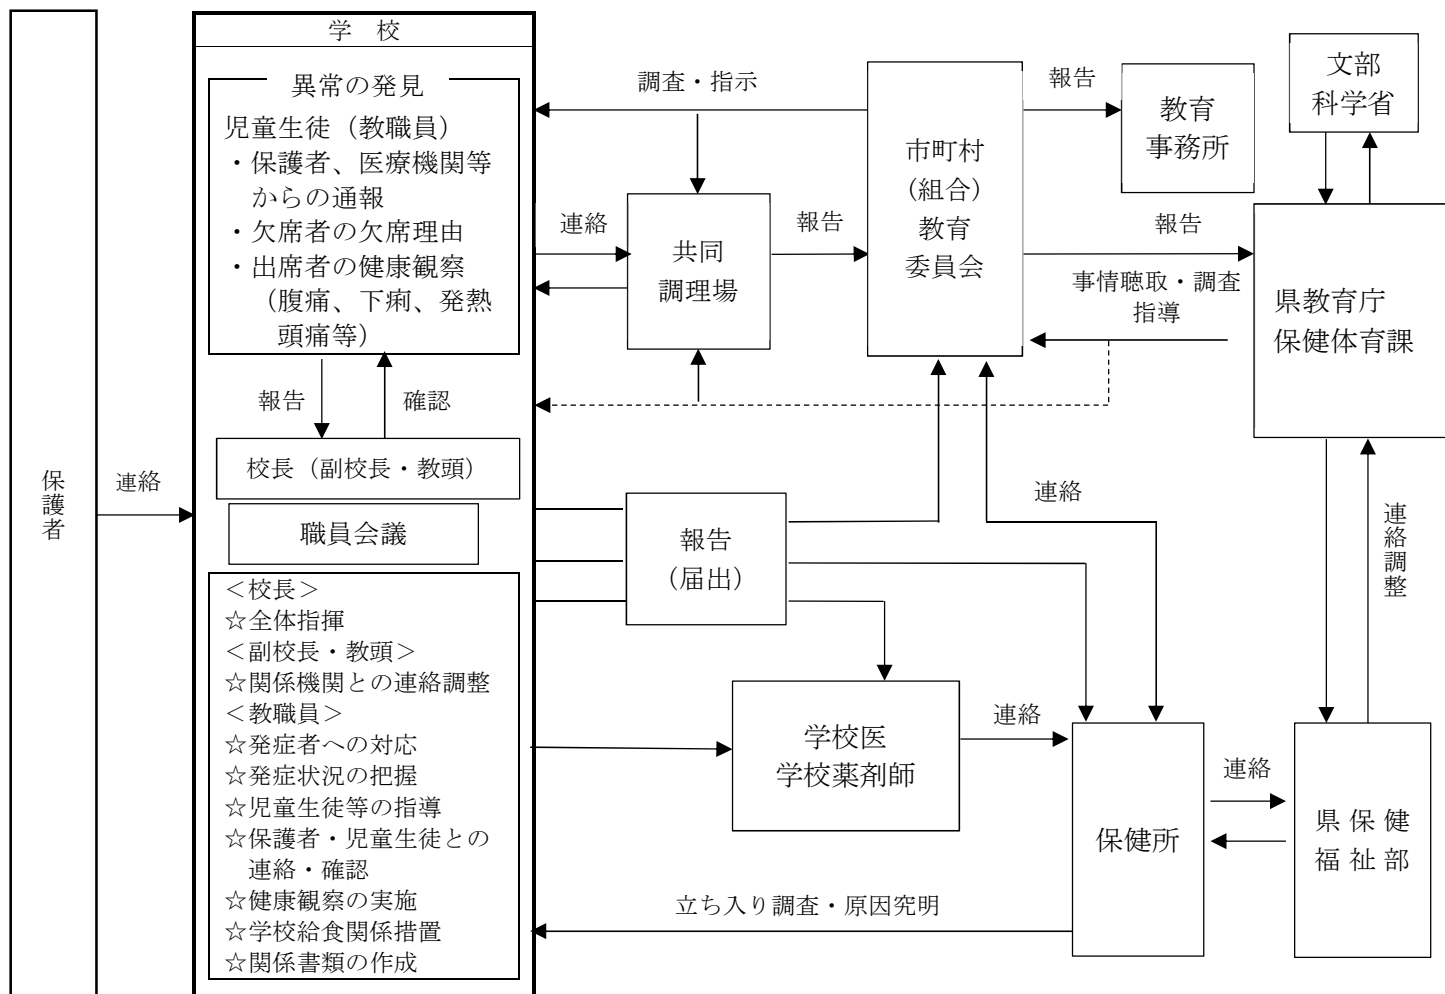 保護者
連絡
学　校
異常の発見
児童生徒（教職員）
・保護者、医療機関等
からの通報
・欠席者の欠席理由
・出席者の健康観察
（腹痛、下痢、発熱
頭痛等）
報告
確認
校長（副校長・教頭）
職員会議
＜校長＞
☆全体指揮
＜副校長・教頭＞
☆関係機関との連絡調整
＜教職員＞
☆発症者への対応
☆発症状況の把握
☆児童生徒等の指導
☆保護者・児童生徒との
連絡・確認
☆健康観察の実施
☆学校給食関係措置
☆関係書類の作成
調査・指示
連絡
共同
調理場
報告
市町村
（組合）
教育
委員会
報告
教育
事務所
文部
科学省
報告
事情聴取・調査
指導
県教育庁
保健体育課
報告
（届出）
連絡
連絡調整
学校医
学校薬剤師
連絡
保健所
連絡
県 保 健
福 祉 部
立ち入り調査・原因究明